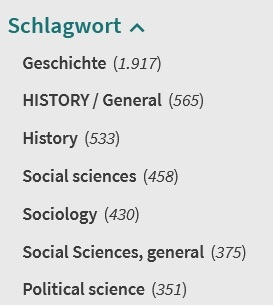 Schlagwort
Geschichte (1.917)
HISTORY / General (565)
History (533)
Social sciences (458)
Sociology (430)
Social Sciences, general (375)
Political science (351)